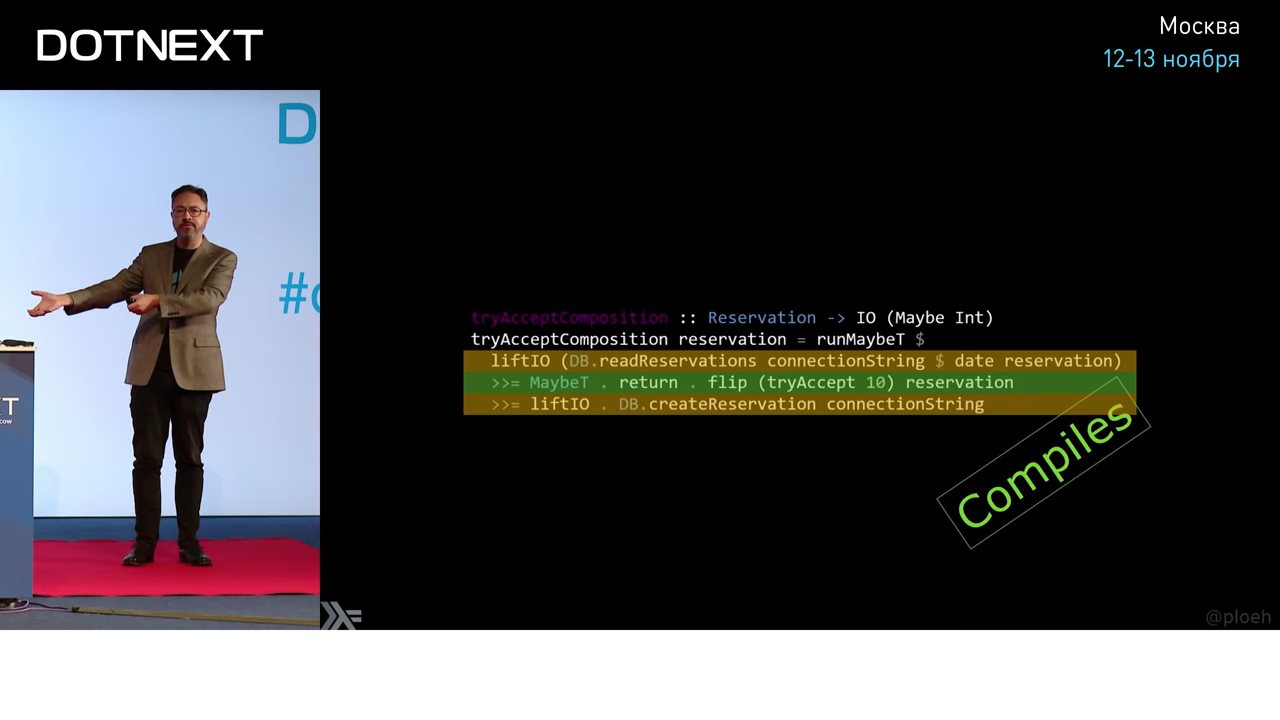 DOTNEXT
Москва
12-13 ноября
D
#
tryAcceptComposition :: Reservation -> IO (Maybe Int)
tryAcceptComposition reservation = runMaybeT $
liftIO (DB.readReservations connectionString $ date reservation)
>>= MaybeT . return . flip (tryAccept 10) reservation
>>= liftIO . DB.createReservation connectionString
Compiles
XT
@ploeh